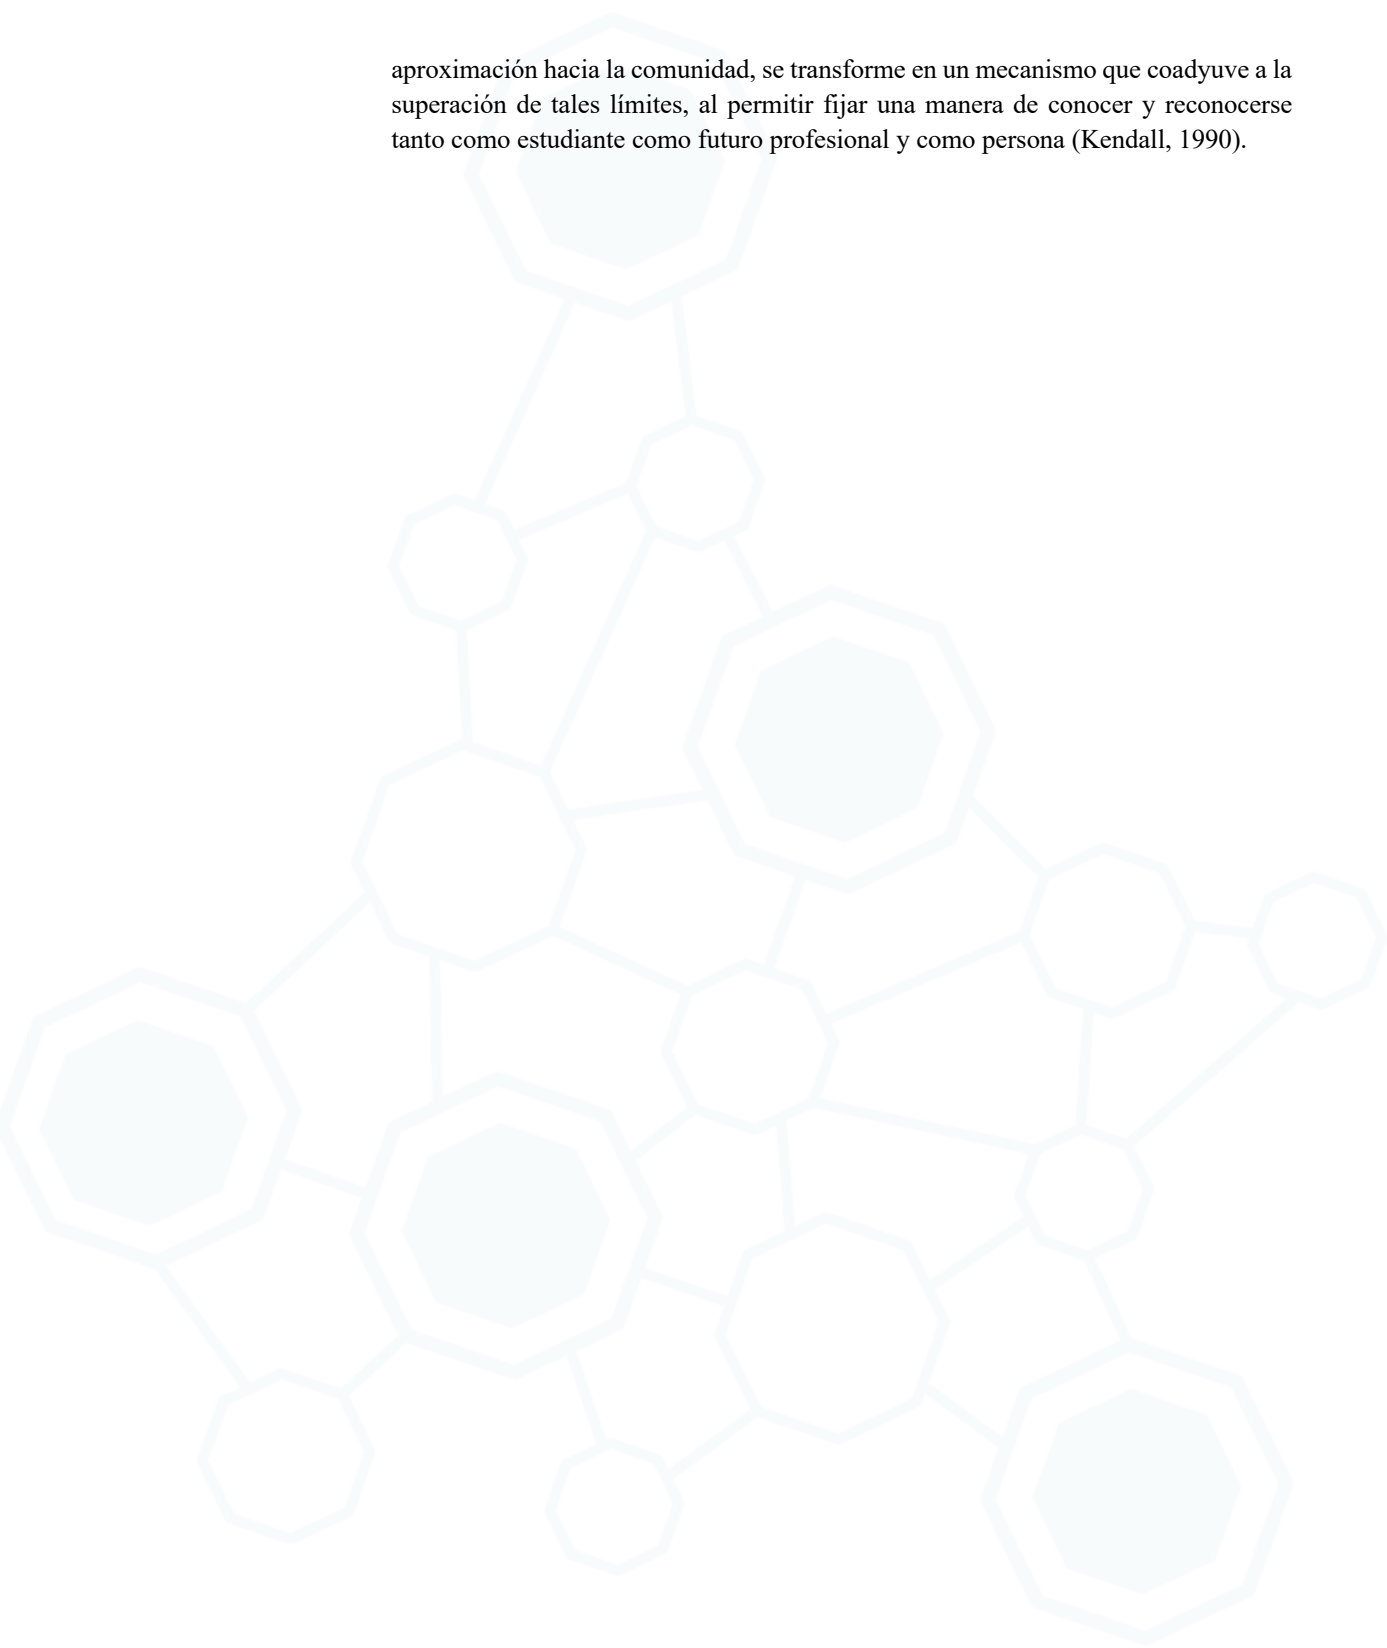 aproximación hacia la comunidad, se transforme en un mecanismo que coadyuve a la
superación de tales límites, al permitir fijar una manera de conocer y reconocerse
tanto como estudiante como futuro profesional y como persona (Kendall, 1990).